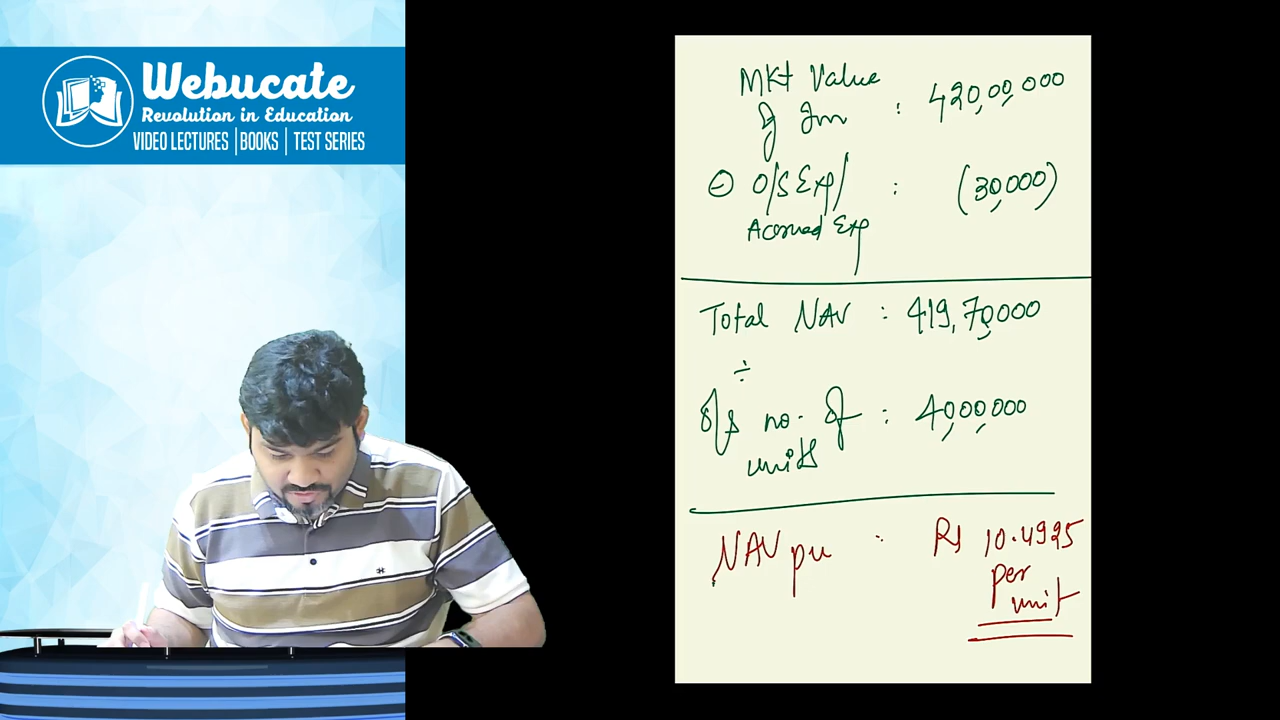 Webucate
Revolution in Education
VIDEO LECTURES | BOOKS | TEST SERIES
Mkt Value : 420,00,000
of Inv
⊖ O/S Exp/ : (30,000)
Accrued Exp
Total NAV : 419,70,000
÷
O/s no. of : 40,00,000
units
NAV pu : Rs 10.4925
per
unit